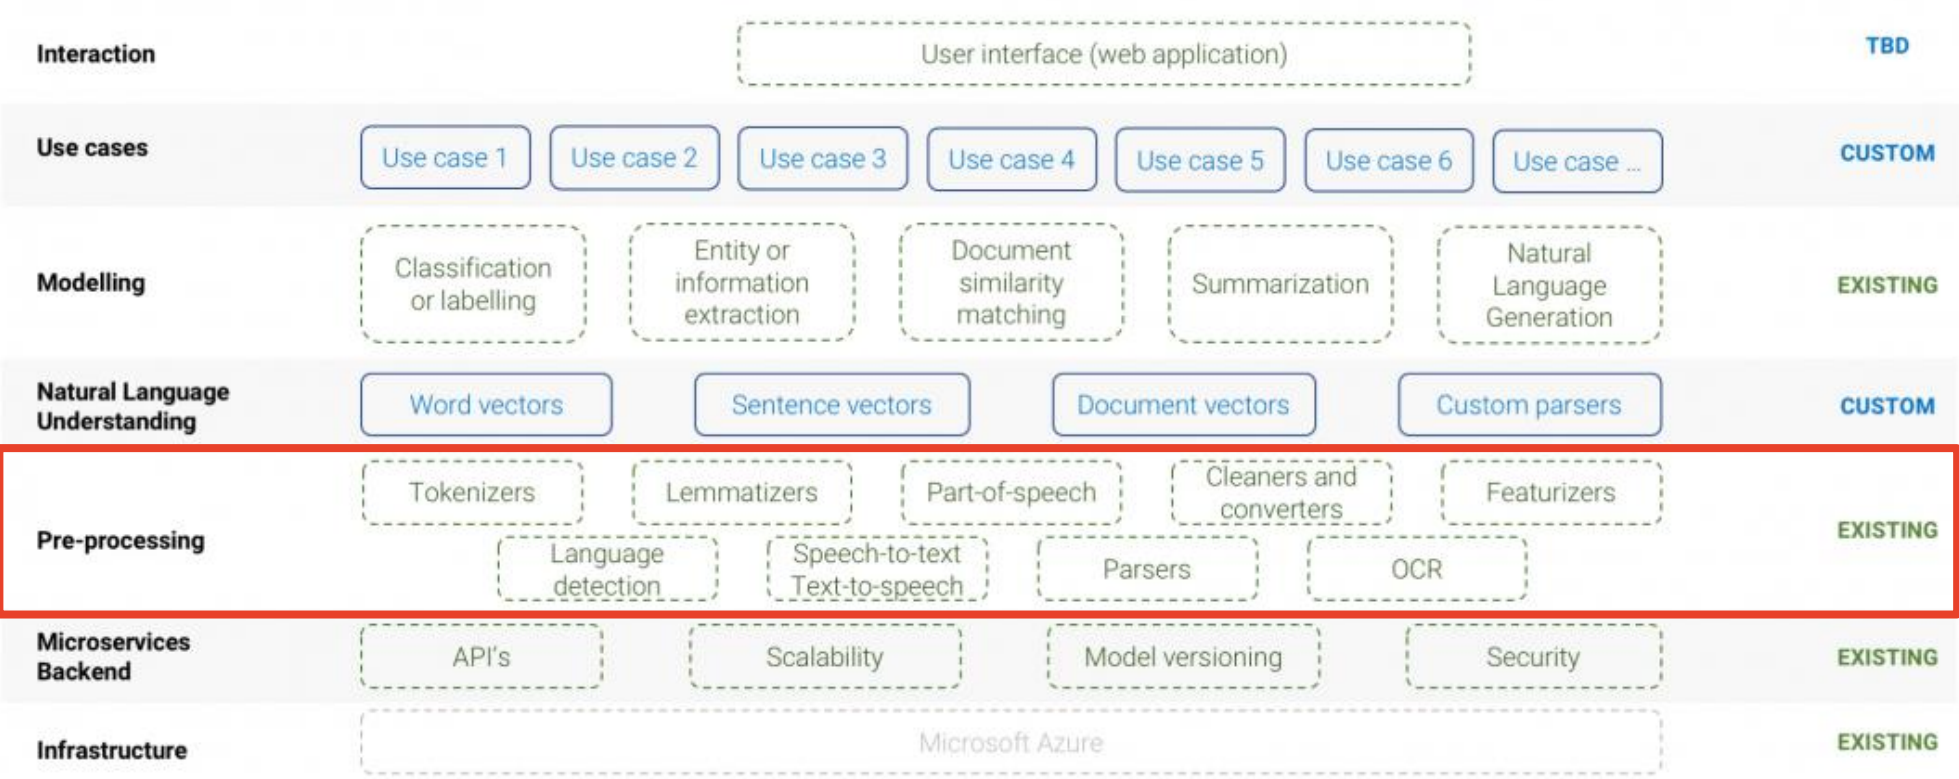 Interaction
User interface (web application)
TBD
Use cases
Use case 1
Use case 2
Use case 3
Use case 4
Use case 5
Use case 6
Use case ...
CUSTOM
Modelling
Classification
or labelling
Entity or
information
extraction
Document
similarity
matching
Summarization
Natural
Language
Generation
EXISTING
Natural Language
Understanding
Word vectors
Sentence vectors
Document vectors
Custom parsers
CUSTOM
Pre-processing
Tokenizers
Lemmatizers
Part-of-speech
Cleaners and
converters
Featurizers
Language
detection
Speech-to-text
Text-to-speech
Parsers
OCR
EXISTING
Microservices
Backend
API's
Scalability
Model versioning
Security
EXISTING
Infrastructure
Microsoft Azure
EXISTING